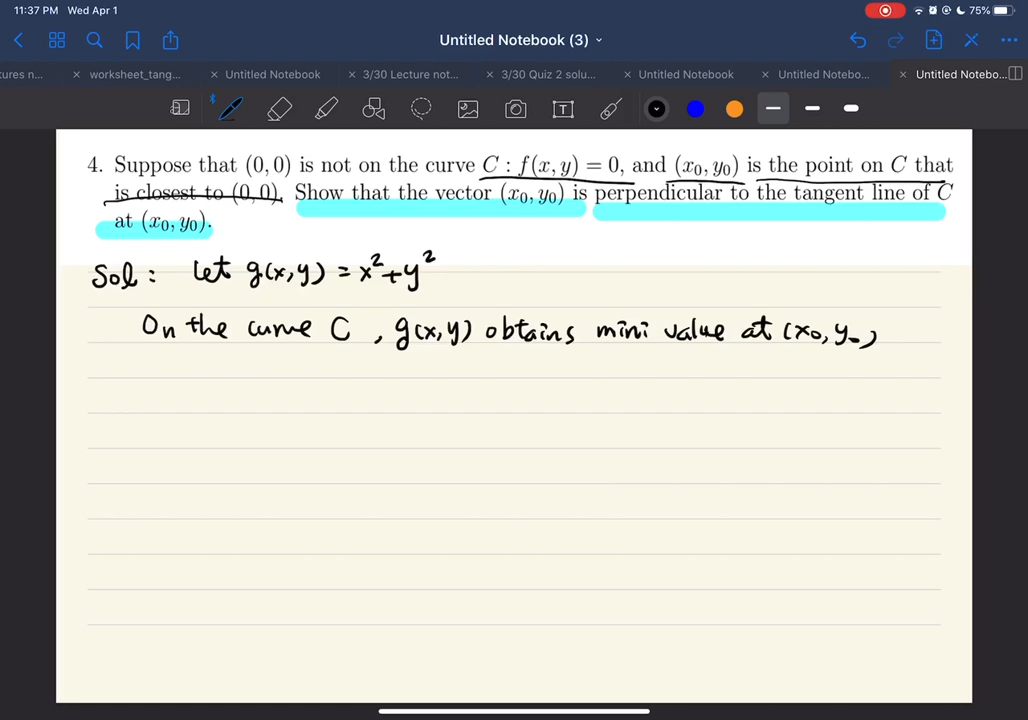 11:37 PM Wed Apr 1
75%
Untitled Notebook (3)
tures n...
worksheet_tang...
Untitled Notebook
3/30 Lecture not...
3/30 Quiz 2 solu...
Untitled Notebook
Untitled Notebo...
Untitled Notebo...
4. Suppose that (0, 0) is not on the curve C : f(x, y) = 0, and (x₀, y₀) is the point on C that
is closest to (0, 0). Show that the vector (x₀, y₀) is perpendicular to the tangent line of C
at (x₀, y₀).
Sol : let g(x,y) = x²+y²
On the curve C , g(x,y) obtains mini value at (x₀, y₀)